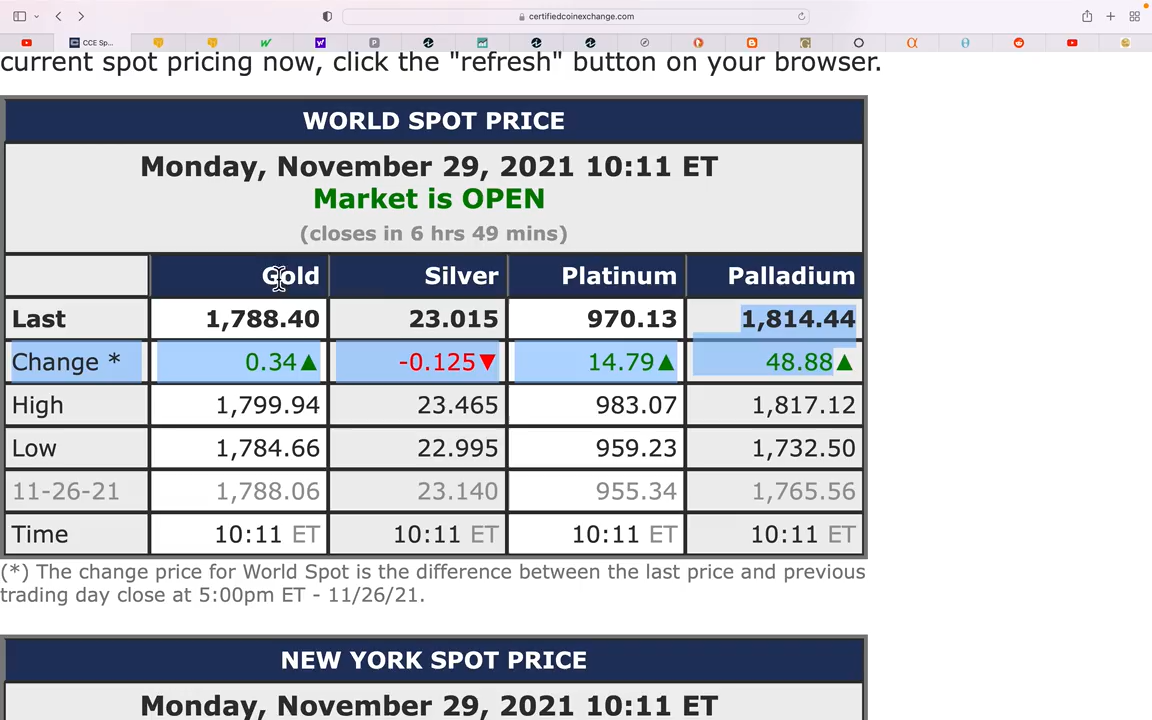 certifiedcoinexchange.com
CCE Sp...
current spot pricing now, click the "refresh" button on your browser.
WORLD SPOT PRICE
Monday, November 29, 2021 10:11 ET
Market is OPEN
(closes in 6 hrs 49 mins)
Gold Silver Platinum Palladium
Last 1,788.40 23.015 970.13 1,814.44
Change * 0.34▲ -0.125▼ 14.79▲ 48.88▲
High 1,799.94 23.465 983.07 1,817.12
Low 1,784.66 22.995 959.23 1,732.50
11-26-21 1,788.06 23.140 955.34 1,765.56
Time 10:11 ET 10:11 ET 10:11 ET 10:11 ET
(*) The change price for World Spot is the difference between the last price and previous
trading day close at 5:00pm ET - 11/26/21.
NEW YORK SPOT PRICE
Monday, November 29, 2021 10:11 ET